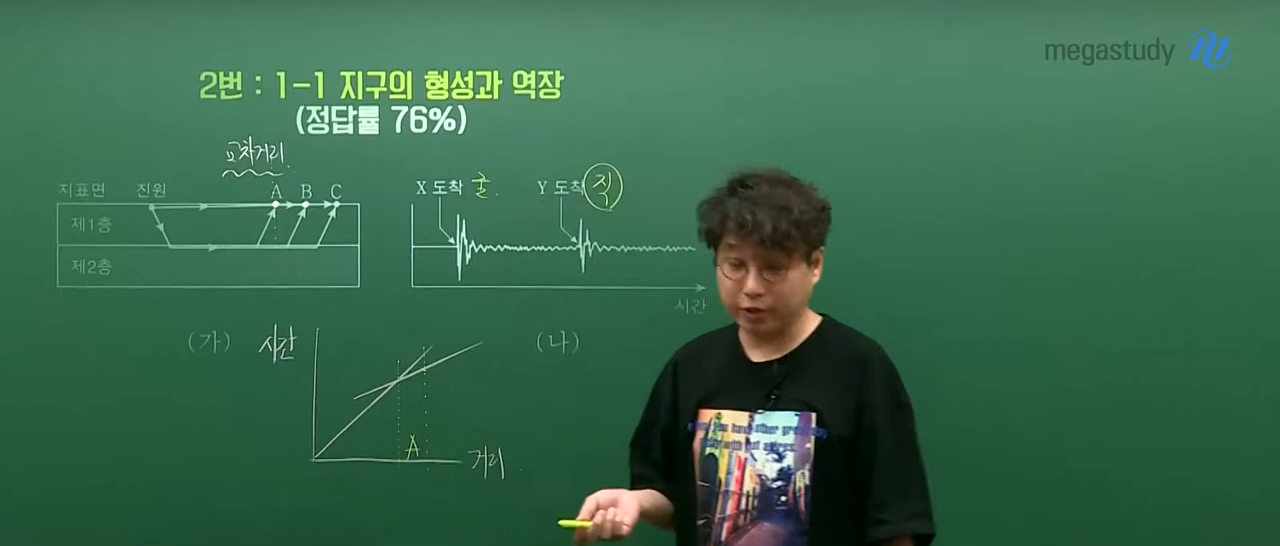 megastudy
2번 : 1-1 지구의 형성과 역장
(정답률 76%)
교차거리
지표면 진원 A B C
제1층
제2층
(가)
X 도착 굴. Y 도착 직
시간
(나)
시간
A
거리